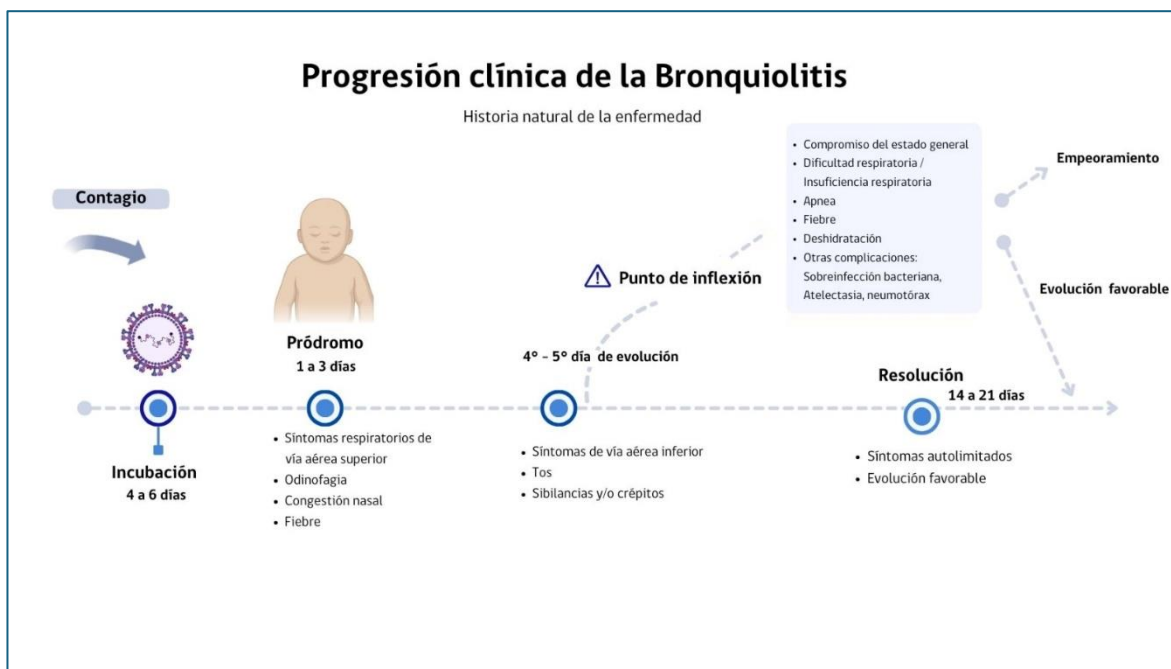 Progresión clínica de la Bronquiolitis
Historia natural de la enfermedad
Contagio
Incubación
4 a 6 días
Pródromo
1 a 3 días
• Síntomas respiratorios de
vía aérea superior
• Odinofagia
• Congestión nasal
• Fiebre
4° - 5° día de evolución
• Síntomas de vía aérea inferior
• Tos
• Sibilancias y/o crépitos
Punto de inflexión
• Compromiso del estado general
• Dificultad respiratoria /
Insuficiencia respiratoria
• Apnea
• Fiebre
• Deshidratación
• Otras complicaciones:
Sobreinfección bacteriana,
Atelectasia, neumotórax
Empeoramiento
Evolución favorable
Resolución
14 a 21 días
• Síntomas autolimitados
• Evolución favorable